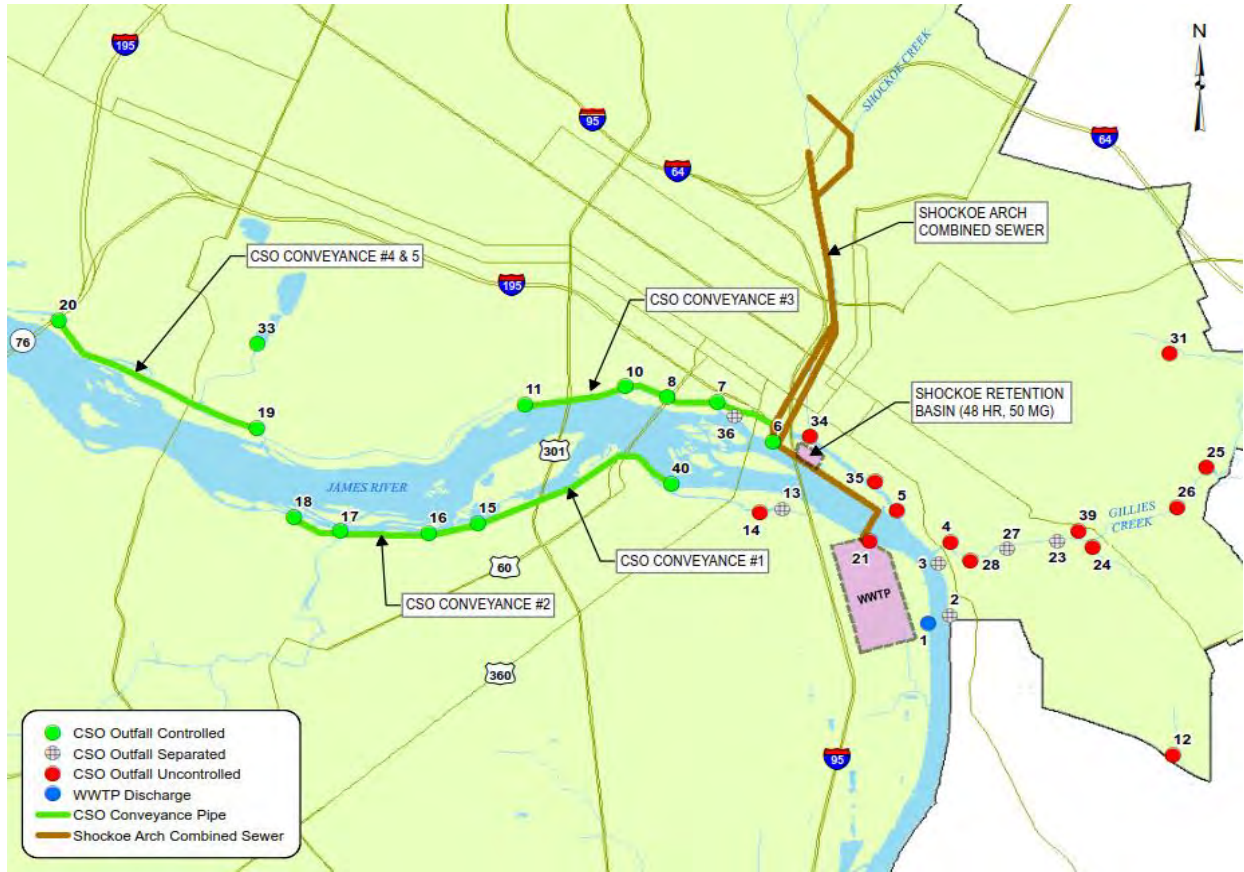 195
N
SHOCKOE CREEK
95
64
64
SHOCKOE ARCH
COMBINED SEWER
CSO CONVEYANCE #4 & 5
195
CSO CONVEYANCE #3
20
33
76
31
10
8
11
7
SHOCKOE RETENTION
BASIN (48 HR, 50 MG)
36
6
34
19
301
25
40
35
JAMES RIVER
13
5
26
GILLIES
CREEK
18
17
16
15
14
39
4
27
21
3
28
23
24
60
CSO CONVEYANCE #1
WWTP
CSO CONVEYANCE #2
2
1
360
CSO Outfall Controlled
CSO Outfall Separated
CSO Outfall Uncontrolled
WWTP Discharge
CSO Conveyance Pipe
Shockoe Arch Combined Sewer
95
12